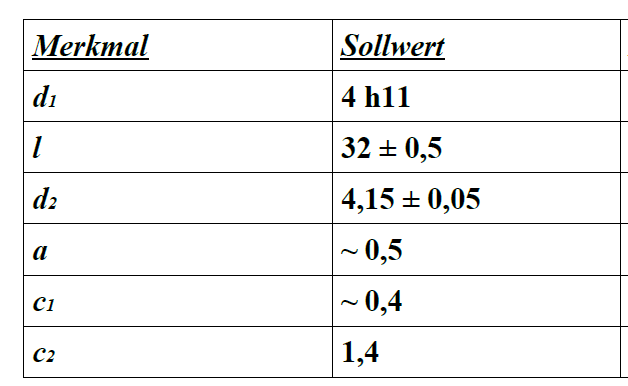 Merkmal Sollwert
d1 4 h11
l 32 ± 0,5
d2 4,15 ± 0,05
a ~ 0,5
c1 ~ 0,4
c2 1,4